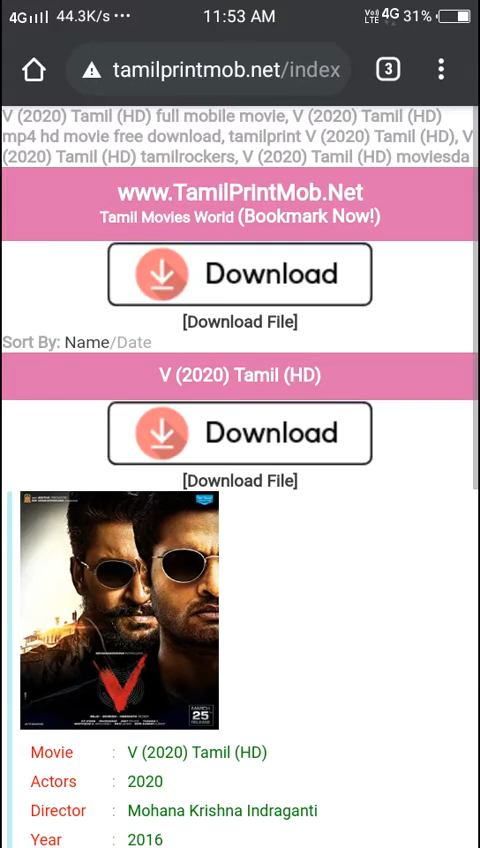 4G 44.3K/s ··· 11:53 AM VoI) LTE 4G 31%
tamilprintmob.net/index 3
V (2020) Tamil (HD) full mobile movie, V (2020) Tamil (HD)
mp4 hd movie free download, tamilprint V (2020) Tamil (HD), V
(2020) Tamil (HD) tamilrockers, V (2020) Tamil (HD) moviesda
www.TamilPrintMob.Net
Tamil Movies World (Bookmark Now!)
Download
[Download File]
Sort By: Name/Date
V (2020) Tamil (HD)
Download
[Download File]
V
MARCH
25
RELEASE
Movie : V (2020) Tamil (HD)
Actors : 2020
Director : Mohana Krishna Indraganti
Year : 2016